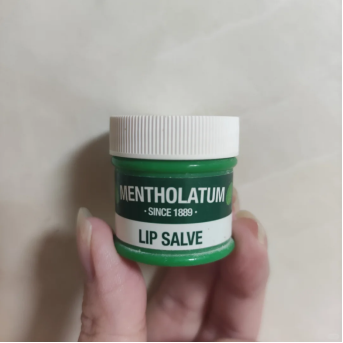 MENTHOLATUM
· SINCE 1889 ·
LIP SALVE